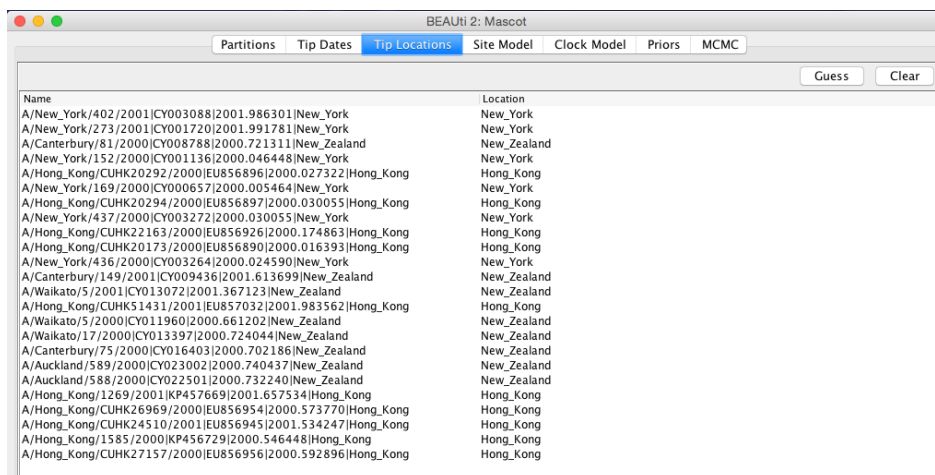 BEAUti 2: Mascot
Partitions Tip Dates Tip Locations Site Model Clock Model Priors MCMC
Guess Clear
Name Location
A/New_York/402/2001|CY003088|2001.986301|New_York New_York
A/New_York/273/2001|CY001720|2001.991781|New_York New_York
A/Canterbury/81/2000|CY008788|2000.721311|New_Zealand New_Zealand
A/New_York/152/2000|CY001136|2000.046448|New_York New_York
A/Hong_Kong/CUHK20292/2000|EU856896|2000.027322|Hong_Kong Hong_Kong
A/New_York/169/2000|CY000657|2000.005464|New_York New_York
A/Hong_Kong/CUHK20294/2000|EU856897|2000.030055|Hong_Kong Hong_Kong
A/New_York/437/2000|CY003272|2000.030055|New_York New_York
A/Hong_Kong/CUHK22163/2000|EU856926|2000.174863|Hong_Kong Hong_Kong
A/Hong_Kong/CUHK20173/2000|EU856890|2000.016393|Hong_Kong Hong_Kong
A/New_York/436/2000|CY003264|2000.024590|New_York New_York
A/Canterbury/149/2001|CY009436|2001.613699|New_Zealand New_Zealand
A/Waikato/5/2001|CY013072|2001.367123|New_Zealand New_Zealand
A/Hong_Kong/CUHK51431/2001|EU857032|2001.983562|Hong_Kong Hong_Kong
A/Waikato/5/2000|CY011960|2000.661202|New_Zealand New_Zealand
A/Waikato/17/2000|CY013397|2000.724044|New_Zealand New_Zealand
A/Canterbury/75/2000|CY016403|2000.702186|New_Zealand New_Zealand
A/Auckland/589/2000|CY023002|2000.740437|New_Zealand New_Zealand
A/Auckland/588/2000|CY022501|2000.732240|New_Zealand New_Zealand
A/Hong_Kong/1269/2001|KP457669|2001.657534|Hong_Kong Hong_Kong
A/Hong_Kong/CUHK26969/2000|EU856954|2000.573770|Hong_Kong Hong_Kong
A/Hong_Kong/CUHK24510/2001|EU856945|2001.534247|Hong_Kong Hong_Kong
A/Hong_Kong/1585/2000|KP456729|2000.546448|Hong_Kong Hong_Kong
A/Hong_Kong/CUHK27157/2000|EU856956|2000.592896|Hong_Kong Hong_Kong